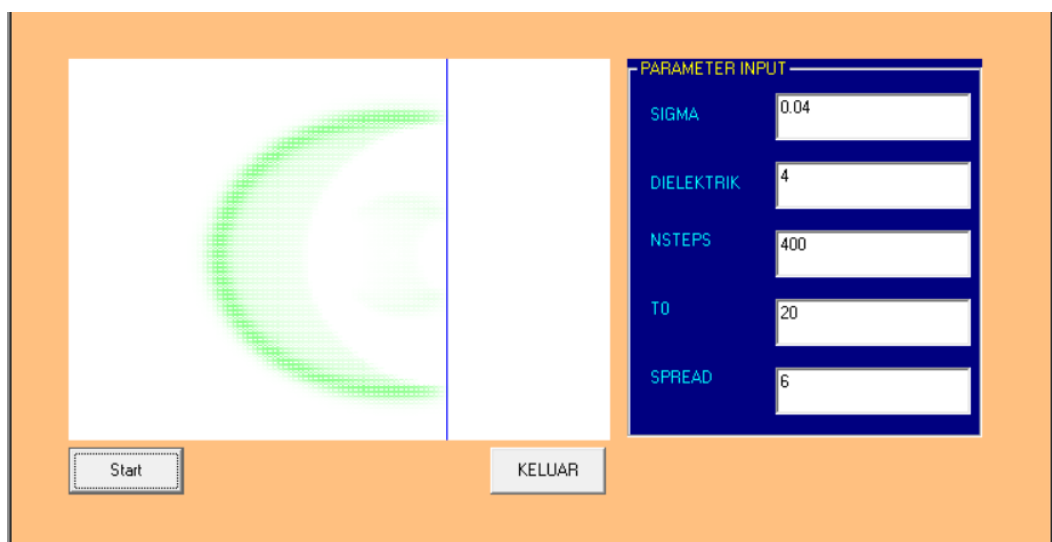 PARAMETER INPUT
SIGMA 0.04
DIELEKTRIK 4
NSTEPS 400
T0 20
SPREAD 6
Start KELUAR